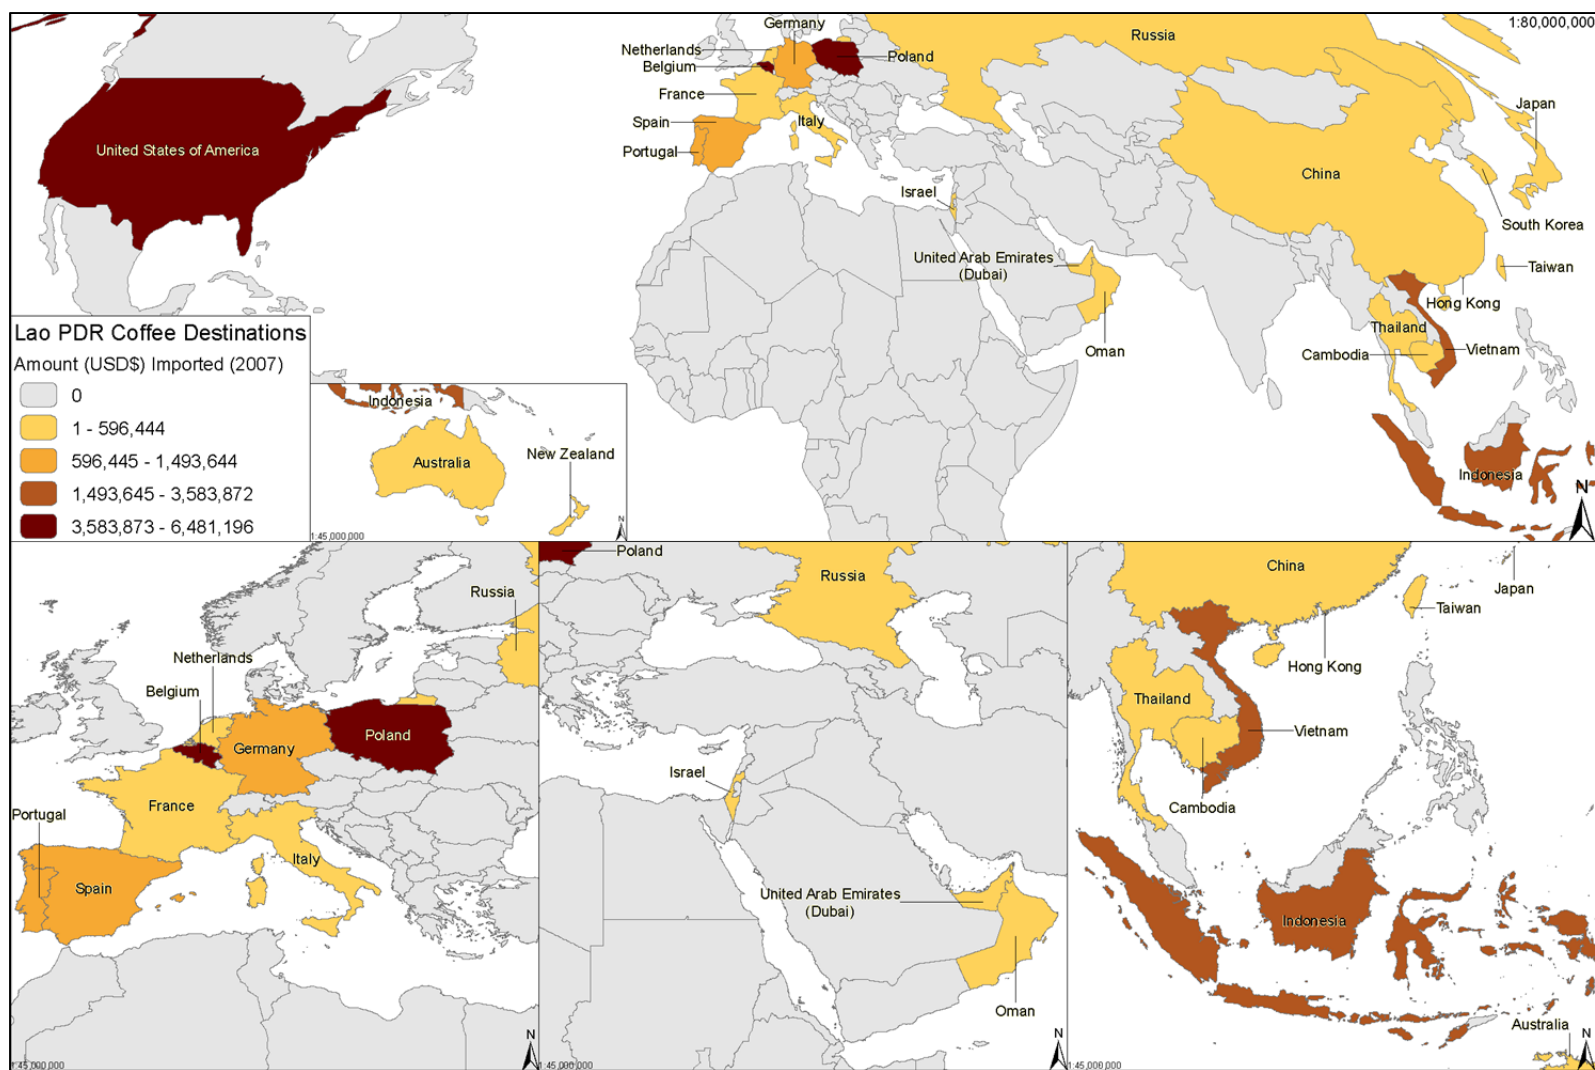 1:80,000,000
Germany
Russia
Netherlands
Belgium
Poland
France
Japan
Spain
Italy
United States of America
Portugal
China
Israel
South Korea
United Arab Emirates
(Dubai)
Taiwan
Hong Kong
Thailand
Oman
Cambodia
Vietnam
Indonesia
N
Lao PDR Coffee Destinations
Amount (USD$) Imported (2007)
0
1 - 596,444
596,445 - 1,493,644
1,493,645 - 3,583,872
3,583,873 - 6,481,196
Indonesia
Australia
New Zealand
N
1:45,000,000
Russia
Netherlands
Belgium
Germany
Poland
France
Portugal
Italy
Spain
N
1:45,000,000
Poland
Russia
Israel
United Arab Emirates
(Dubai)
Oman
N
1:45,000,000
China
Japan
Taiwan
Hong Kong
Thailand
Vietnam
Cambodia
Indonesia
Australia
N
1:45,000,000